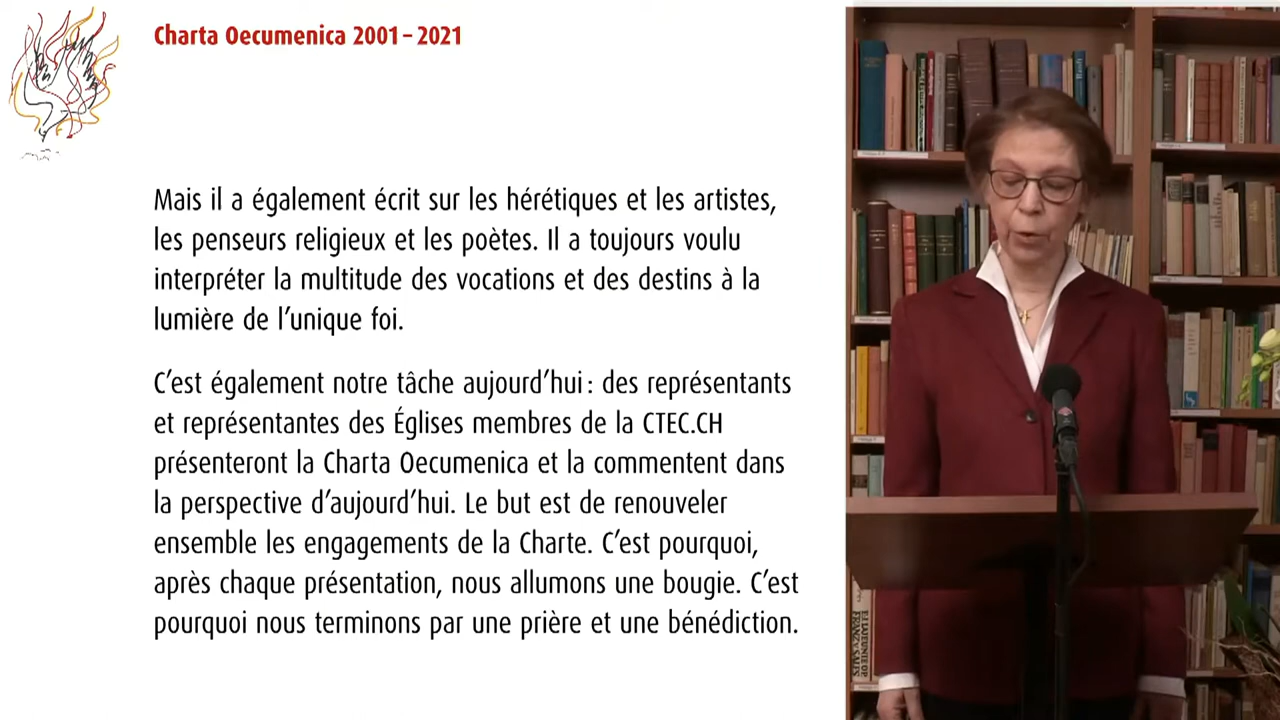 Charta Oecumenica 2001–2021
Mais il a également écrit sur les hérétiques et les artistes,
les penseurs religieux et les poètes. Il a toujours voulu
interpréter la multitude des vocations et des destins à la
lumière de l’unique foi.
C’est également notre tâche aujourd’hui : des représentants
et représentantes des Églises membres de la CTEC.CH
présenteront la Charta Oecumenica et la commentent dans
la perspective d’aujourd’hui. Le but est de renouveler
ensemble les engagements de la Charte. C’est pourquoi,
après chaque présentation, nous allumons une bougie. C’est
pourquoi nous terminons par une prière et une bénédiction.